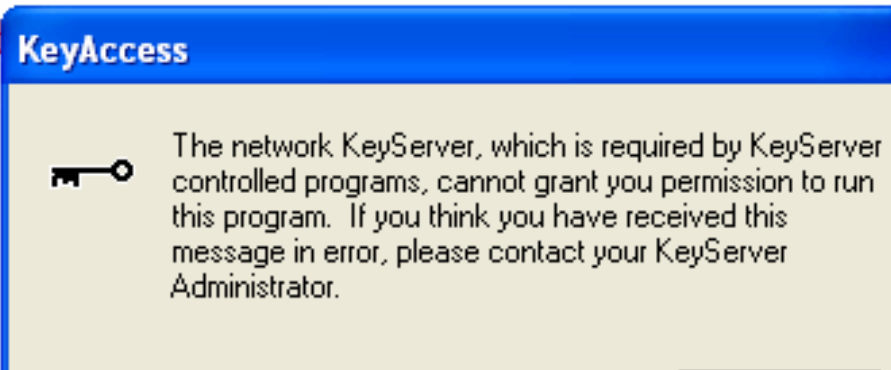 KeyAccess
The network KeyServer, which is required by KeyServer
controlled programs, cannot grant you permission to run
this program.  If you think you have received this
message in error, please contact your KeyServer
Administrator.